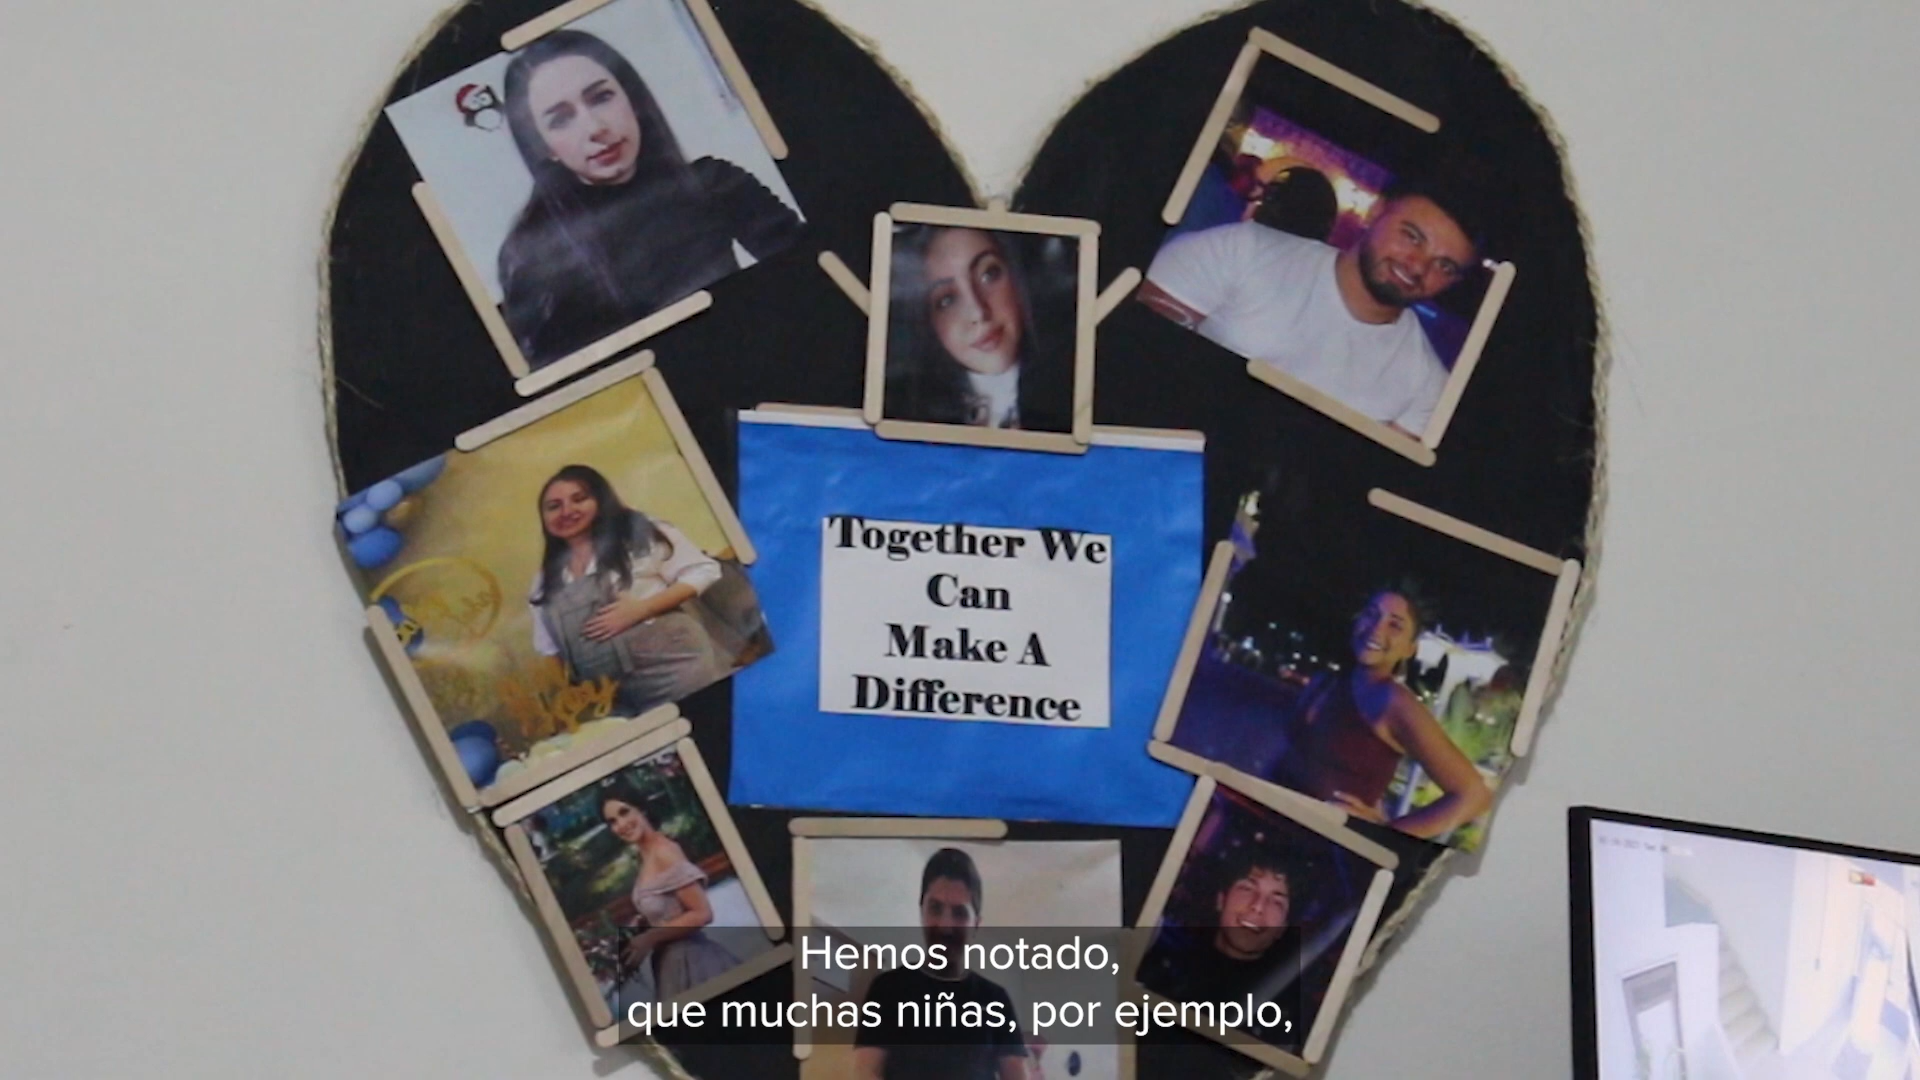 Together We
Can
Make A
Difference
Hemos notado,
que muchas niñas, por ejemplo,